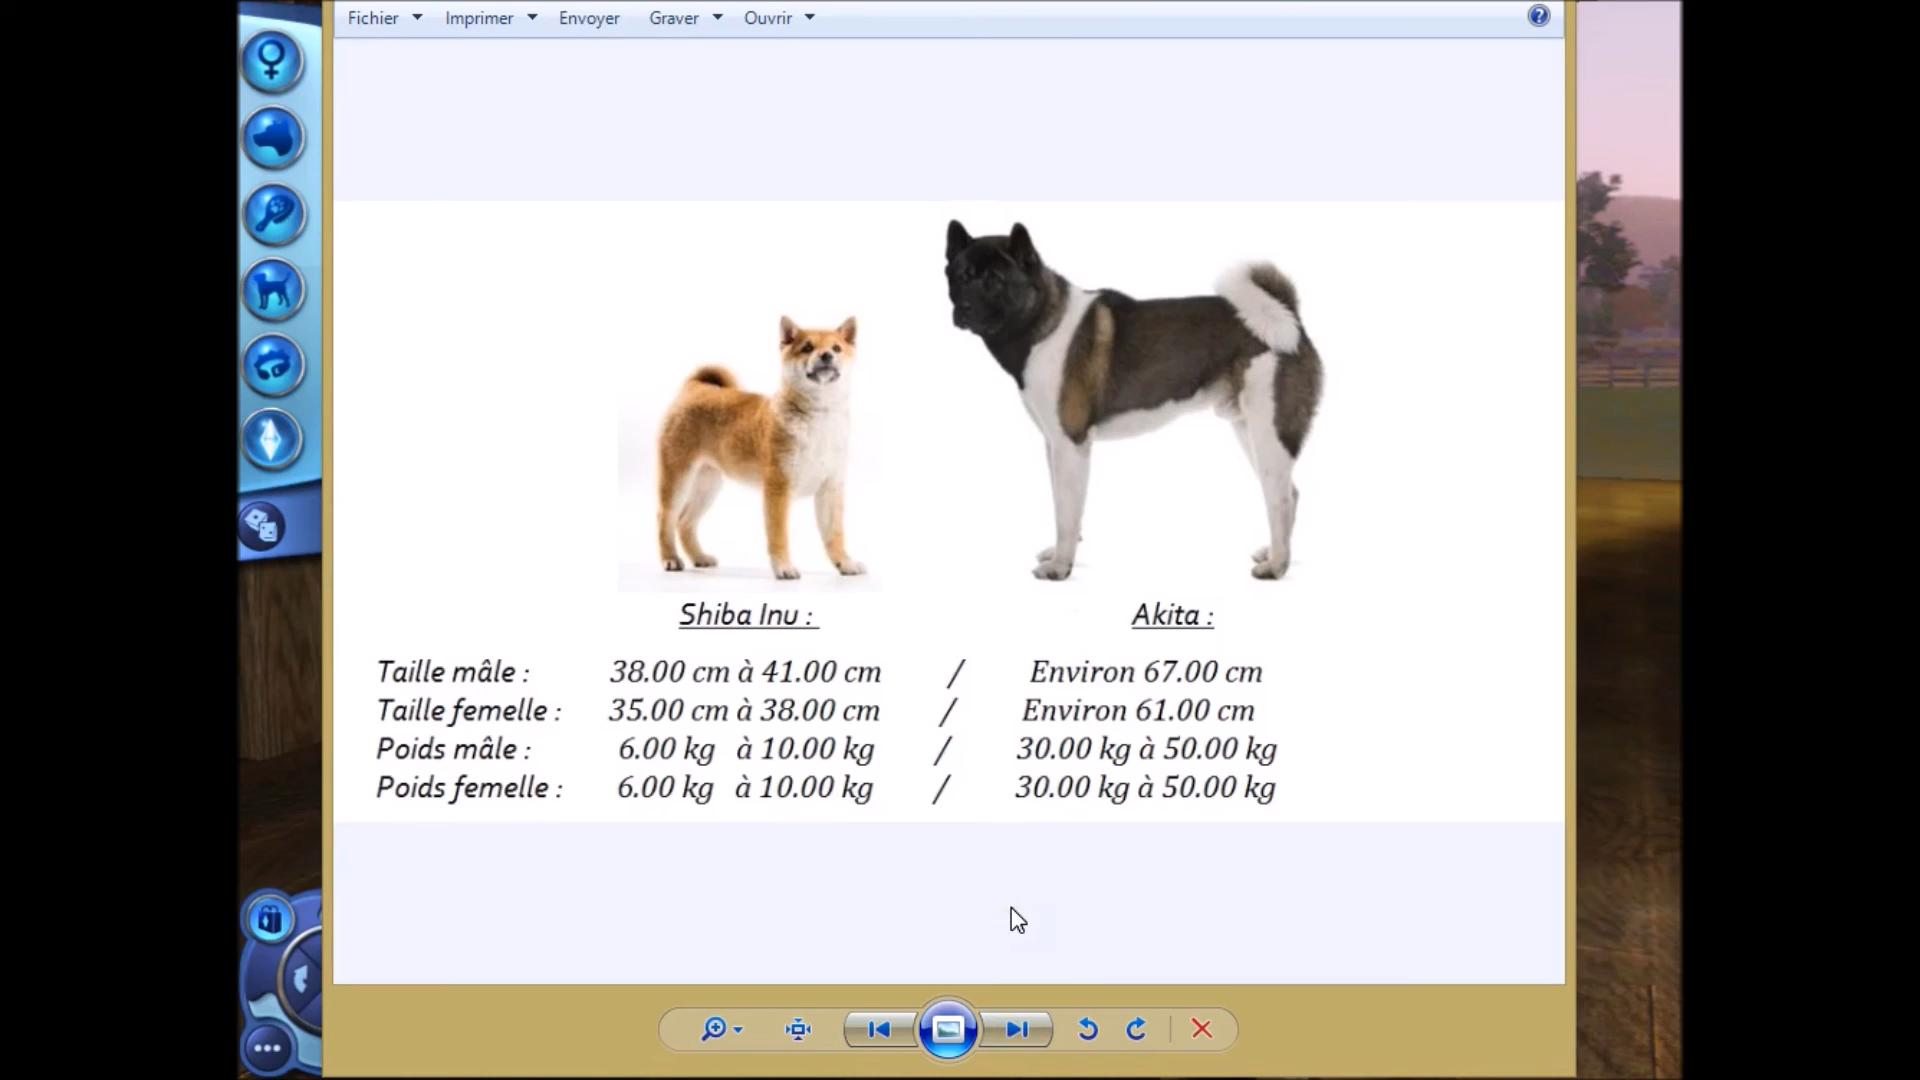 Fichier Imprimer Envoyer Graver Ouvrir
Shiba Inu : Akita :
Taille mâle : 38.00 cm à 41.00 cm / Environ 67.00 cm
Taille femelle : 35.00 cm à 38.00 cm / Environ 61.00 cm
Poids mâle : 6.00 kg à 10.00 kg / 30.00 kg à 50.00 kg
Poids femelle : 6.00 kg à 10.00 kg / 30.00 kg à 50.00 kg